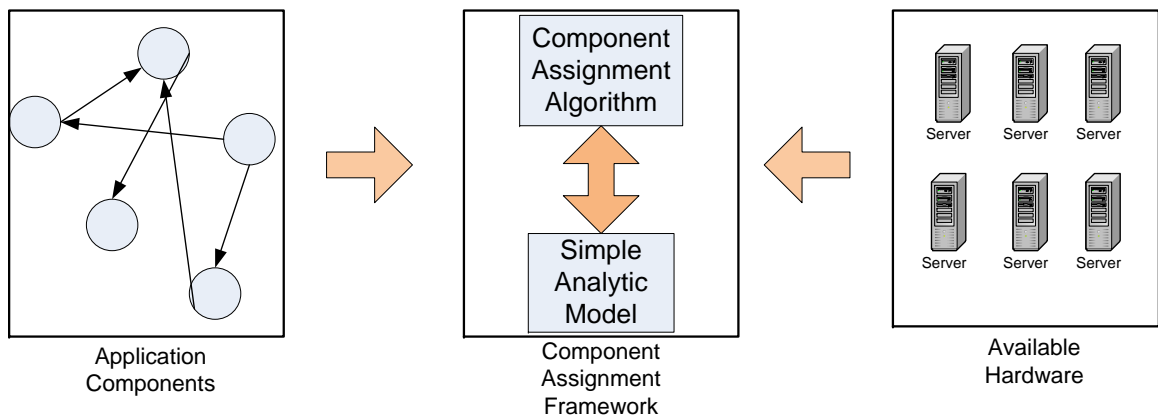 Component
Assignment
Algorithm
Simple
Analytic
Model
Server Server Server
Server Server Server
Application
Components
Component
Assignment
Framework
Available
Hardware